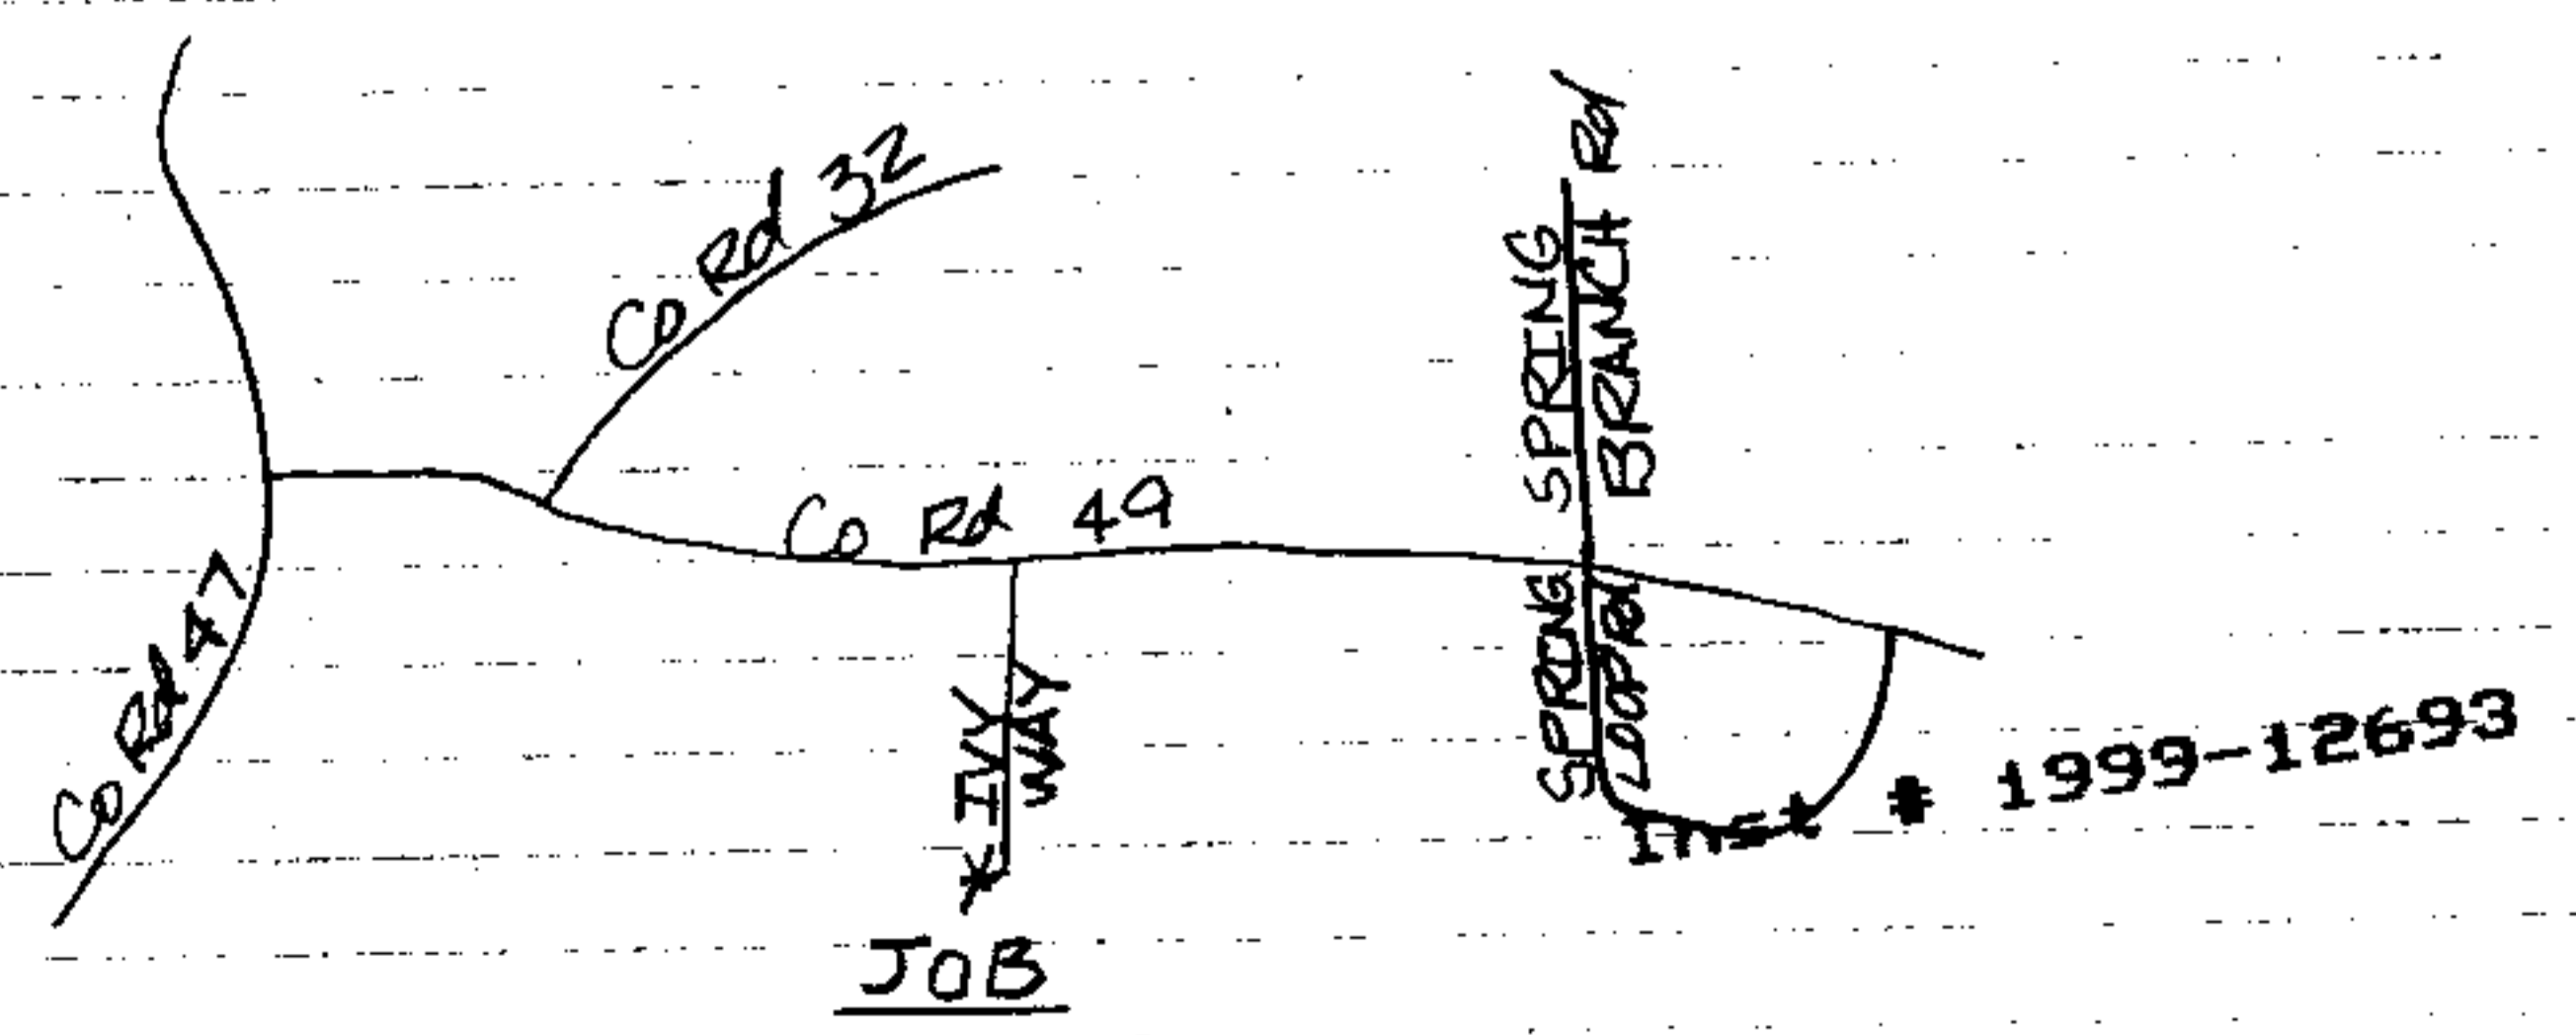 Co Rd 32
SPRING
BRANCH Rd
Co Rd 49
Co Rd 47
SPRING
LOOP Rd
IVY
WAY
Inst # 1999-12693
JOB